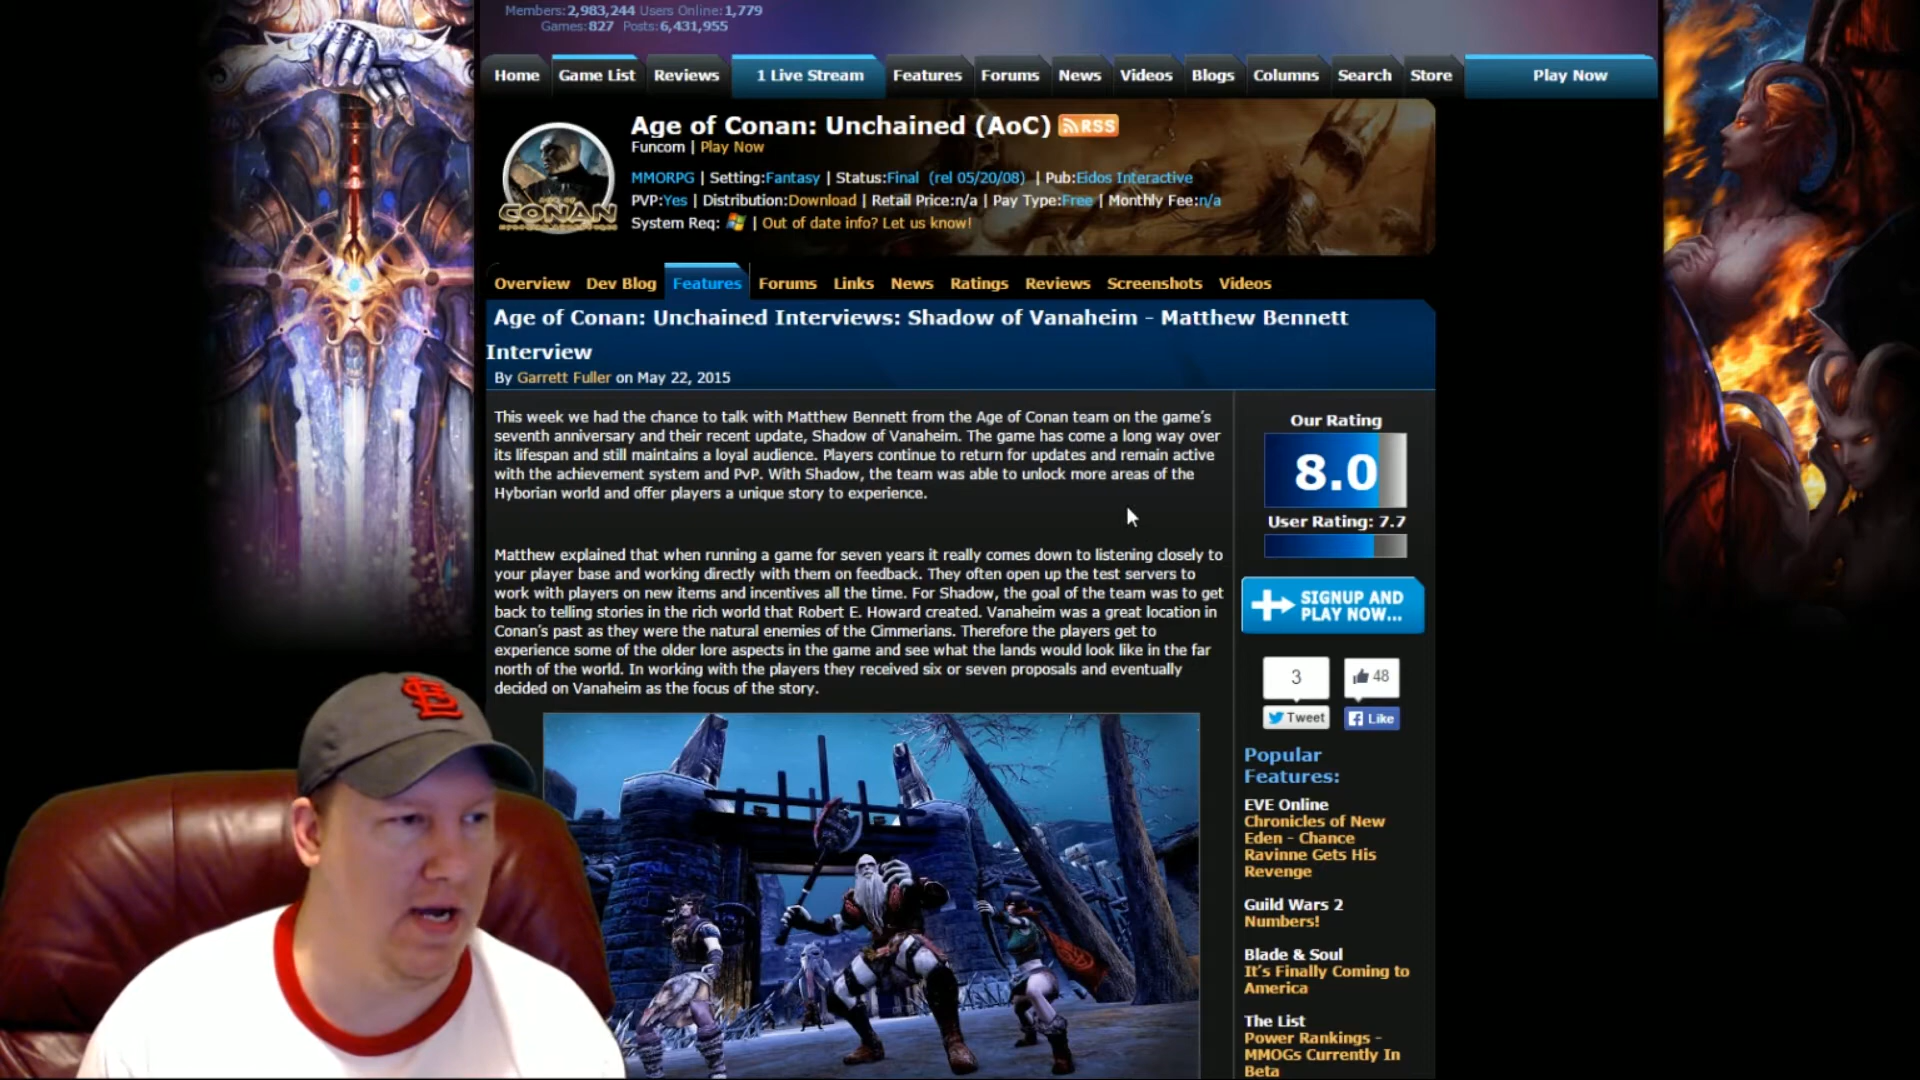 Members:2,983,244 Users Online:1,779
Games:827 Posts:6,431,955
Home Game List Reviews 1 Live Stream Features Forums News Videos Blogs Columns Search Store Play Now
Age of Conan: Unchained (AoC) RSS
Funcom | Play Now
MMORPG | Setting:Fantasy | Status:Final (rel 05/20/08) | Pub:Eidos Interactive
PVP:Yes | Distribution:Download | Retail Price:n/a | Pay Type:Free | Monthly Fee:n/a
System Req: | Out of date info? Let us know!
AGE OF
CONAN
Overview Dev Blog Features Forums Links News Ratings Reviews Screenshots Videos
Age of Conan: Unchained Interviews: Shadow of Vanaheim - Matthew Bennett
Interview
By Garrett Fuller on May 22, 2015
This week we had the chance to talk with Matthew Bennett from the Age of Conan team on the game's
seventh anniversary and their recent update, Shadow of Vanaheim. The game has come a long way over
its lifespan and still maintains a loyal audience. Players continue to return for updates and remain active
with the achievement system and PvP. With Shadow, the team was able to unlock more areas of the
Hyborian world and offer players a unique story to experience.
Matthew explained that when running a game for seven years it really comes down to listening closely to
your player base and working directly with them on feedback. They often open up the test servers to
work with players on new items and incentives all the time. For Shadow, the goal of the team was to get
back to telling stories in the rich world that Robert E. Howard created. Vanaheim was a great location in
Conan's past as they were the natural enemies of the Cimmerians. Therefore the players get to
experience some of the older lore aspects in the game and see what the lands would look like in the far
north of the world. In working with the players they received six or seven proposals and eventually
decided on Vanaheim as the focus of the story.
Our Rating
8.0
User Rating: 7.7
SIGNUP AND
PLAY NOW...
3 48
Tweet Like
Popular
Features:
EVE Online
Chronicles of New
Eden - Chance
Ravinne Gets His
Revenge
Guild Wars 2
Numbers!
Blade & Soul
It's Finally Coming to
America
The List
Power Rankings -
MMOGs Currently In
Beta
STL